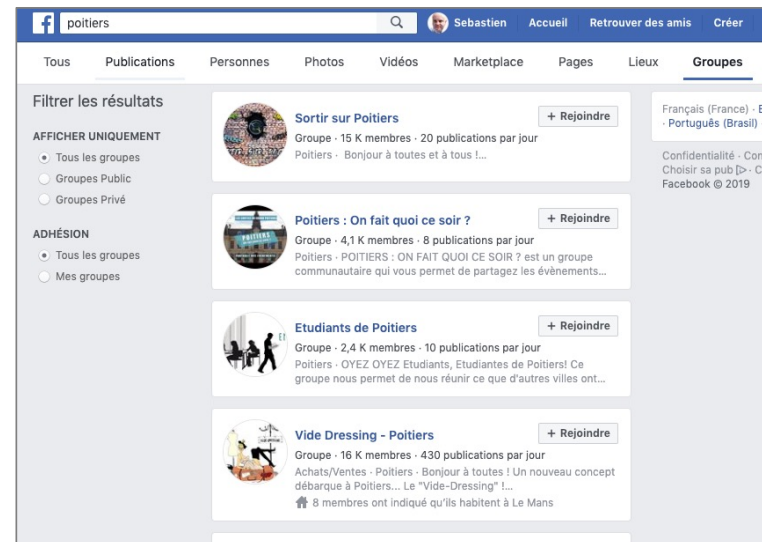 f poitiers Sebastien Accueil Retrouver des amis Créer
Tous Publications Personnes Photos Vidéos Marketplace Pages Lieux Groupes
Filtrer les résultats
AFFICHER UNIQUEMENT
Tous les groupes
Groupes Public
Groupes Privé
ADHÉSION
Tous les groupes
Mes groupes
Sortir sur Poitiers + Rejoindre
Groupe · 15 K membres · 20 publications par jour
Poitiers · Bonjour à toutes et à tous !...
POITIERS
Poitiers : On fait quoi ce soir ? + Rejoindre
Groupe · 4,1 K membres · 8 publications par jour
Poitiers · POITIERS : ON FAIT QUOI CE SOIR ? est un groupe
communautaire qui vous permet de partagez les évènements...
Etudiants de Poitiers + Rejoindre
Groupe · 2,4 K membres · 10 publications par jour
Poitiers · OYEZ OYEZ Etudiants, Etudiantes de Poitiers! Ce
groupe nous permet de nous réunir ce que d'autres villes ont...
Vide Dressing - Poitiers + Rejoindre
Groupe · 16 K membres · 430 publications par jour
Achats/Ventes · Poitiers · Bonjour à toutes ! Un nouveau concept
débarque à Poitiers... Le "Vide-Dressing" !...
8 membres ont indiqué qu'ils habitent à Le Mans
Français (France) ·
· Português (Brasil)
Confidentialité ·
Choisir sa pub ·
Facebook © 2019